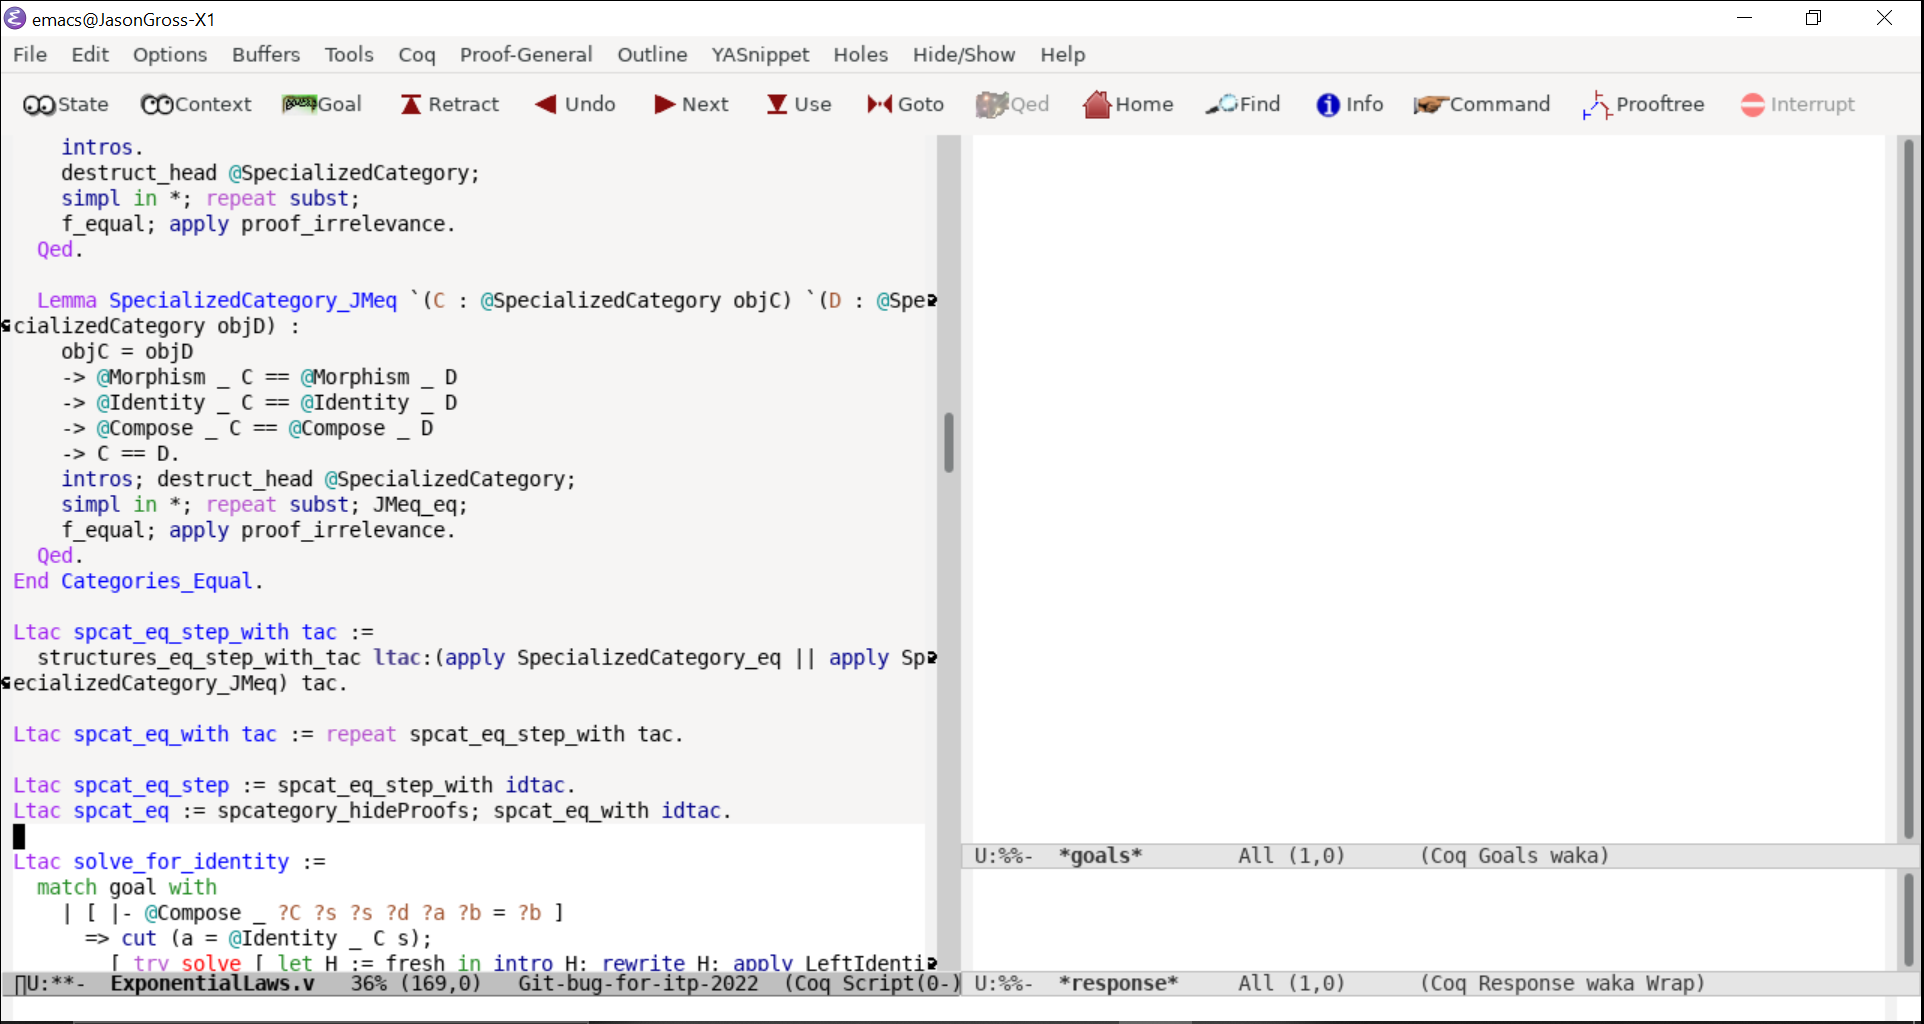 emacs@JasonGross-X1
File Edit Options Buffers Tools Coq Proof-General Outline YASnippet Holes Hide/Show Help
State Context Goal Retract Undo Next Use Goto Qed Home Find Info Command Prooftree Interrupt
intros.
destruct_head @SpecializedCategory;
simpl in *; repeat subst;
f_equal; apply proof_irrelevance.
Qed.
Lemma SpecializedCategory_JMeq `(C : @SpecializedCategory objC) `(D : @Spe
cializedCategory objD) :
objC = objD
-> @Morphism _ C == @Morphism _ D
-> @Identity _ C == @Identity _ D
-> @Compose _ C == @Compose _ D
-> C == D.
intros; destruct_head @SpecializedCategory;
simpl in *; repeat subst; JMeq_eq;
f_equal; apply proof_irrelevance.
Qed.
End Categories_Equal.
Ltac spcat_eq_step_with tac :=
structures_eq_step_with_tac ltac:(apply SpecializedCategory_eq || apply Sp
ecializedCategory_JMeq) tac.
Ltac spcat_eq_with tac := repeat spcat_eq_step_with tac.
Ltac spcat_eq_step := spcat_eq_step_with idtac.
Ltac spcat_eq := spcategory_hideProofs; spcat_eq_with idtac.
Ltac solve_for_identity :=
match goal with
| [ |- @Compose _ ?C ?s ?s ?d ?a ?b = ?b ]
=> cut (a = @Identity _ C s);
[ try solve [ let H := fresh in intro H; rewrite H; apply LeftIdenti
U:**- ExponentialLaws.v 36% (169,0) Git-bug-for-itp-2022 (Coq Script(0-)
U:%%- *goals* All (1,0) (Coq Goals waka)
U:%%- *response* All (1,0) (Coq Response waka Wrap)